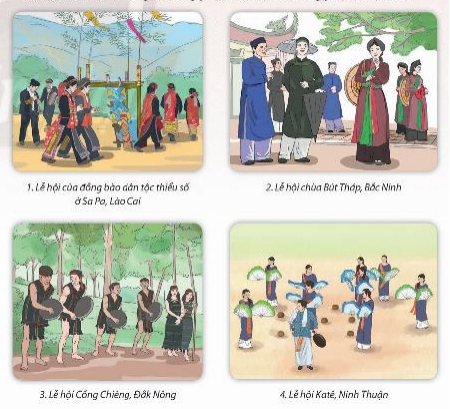 1. Lễ hội của đồng bào dân tộc thiểu số
ở Sa Pa, Lào Cai
2. Lễ hội chùa Bút Tháp, Bắc Ninh
3. Lễ hội Cồng Chiêng, Đắk Nông
4. Lễ hội Katê, Ninh Thuận